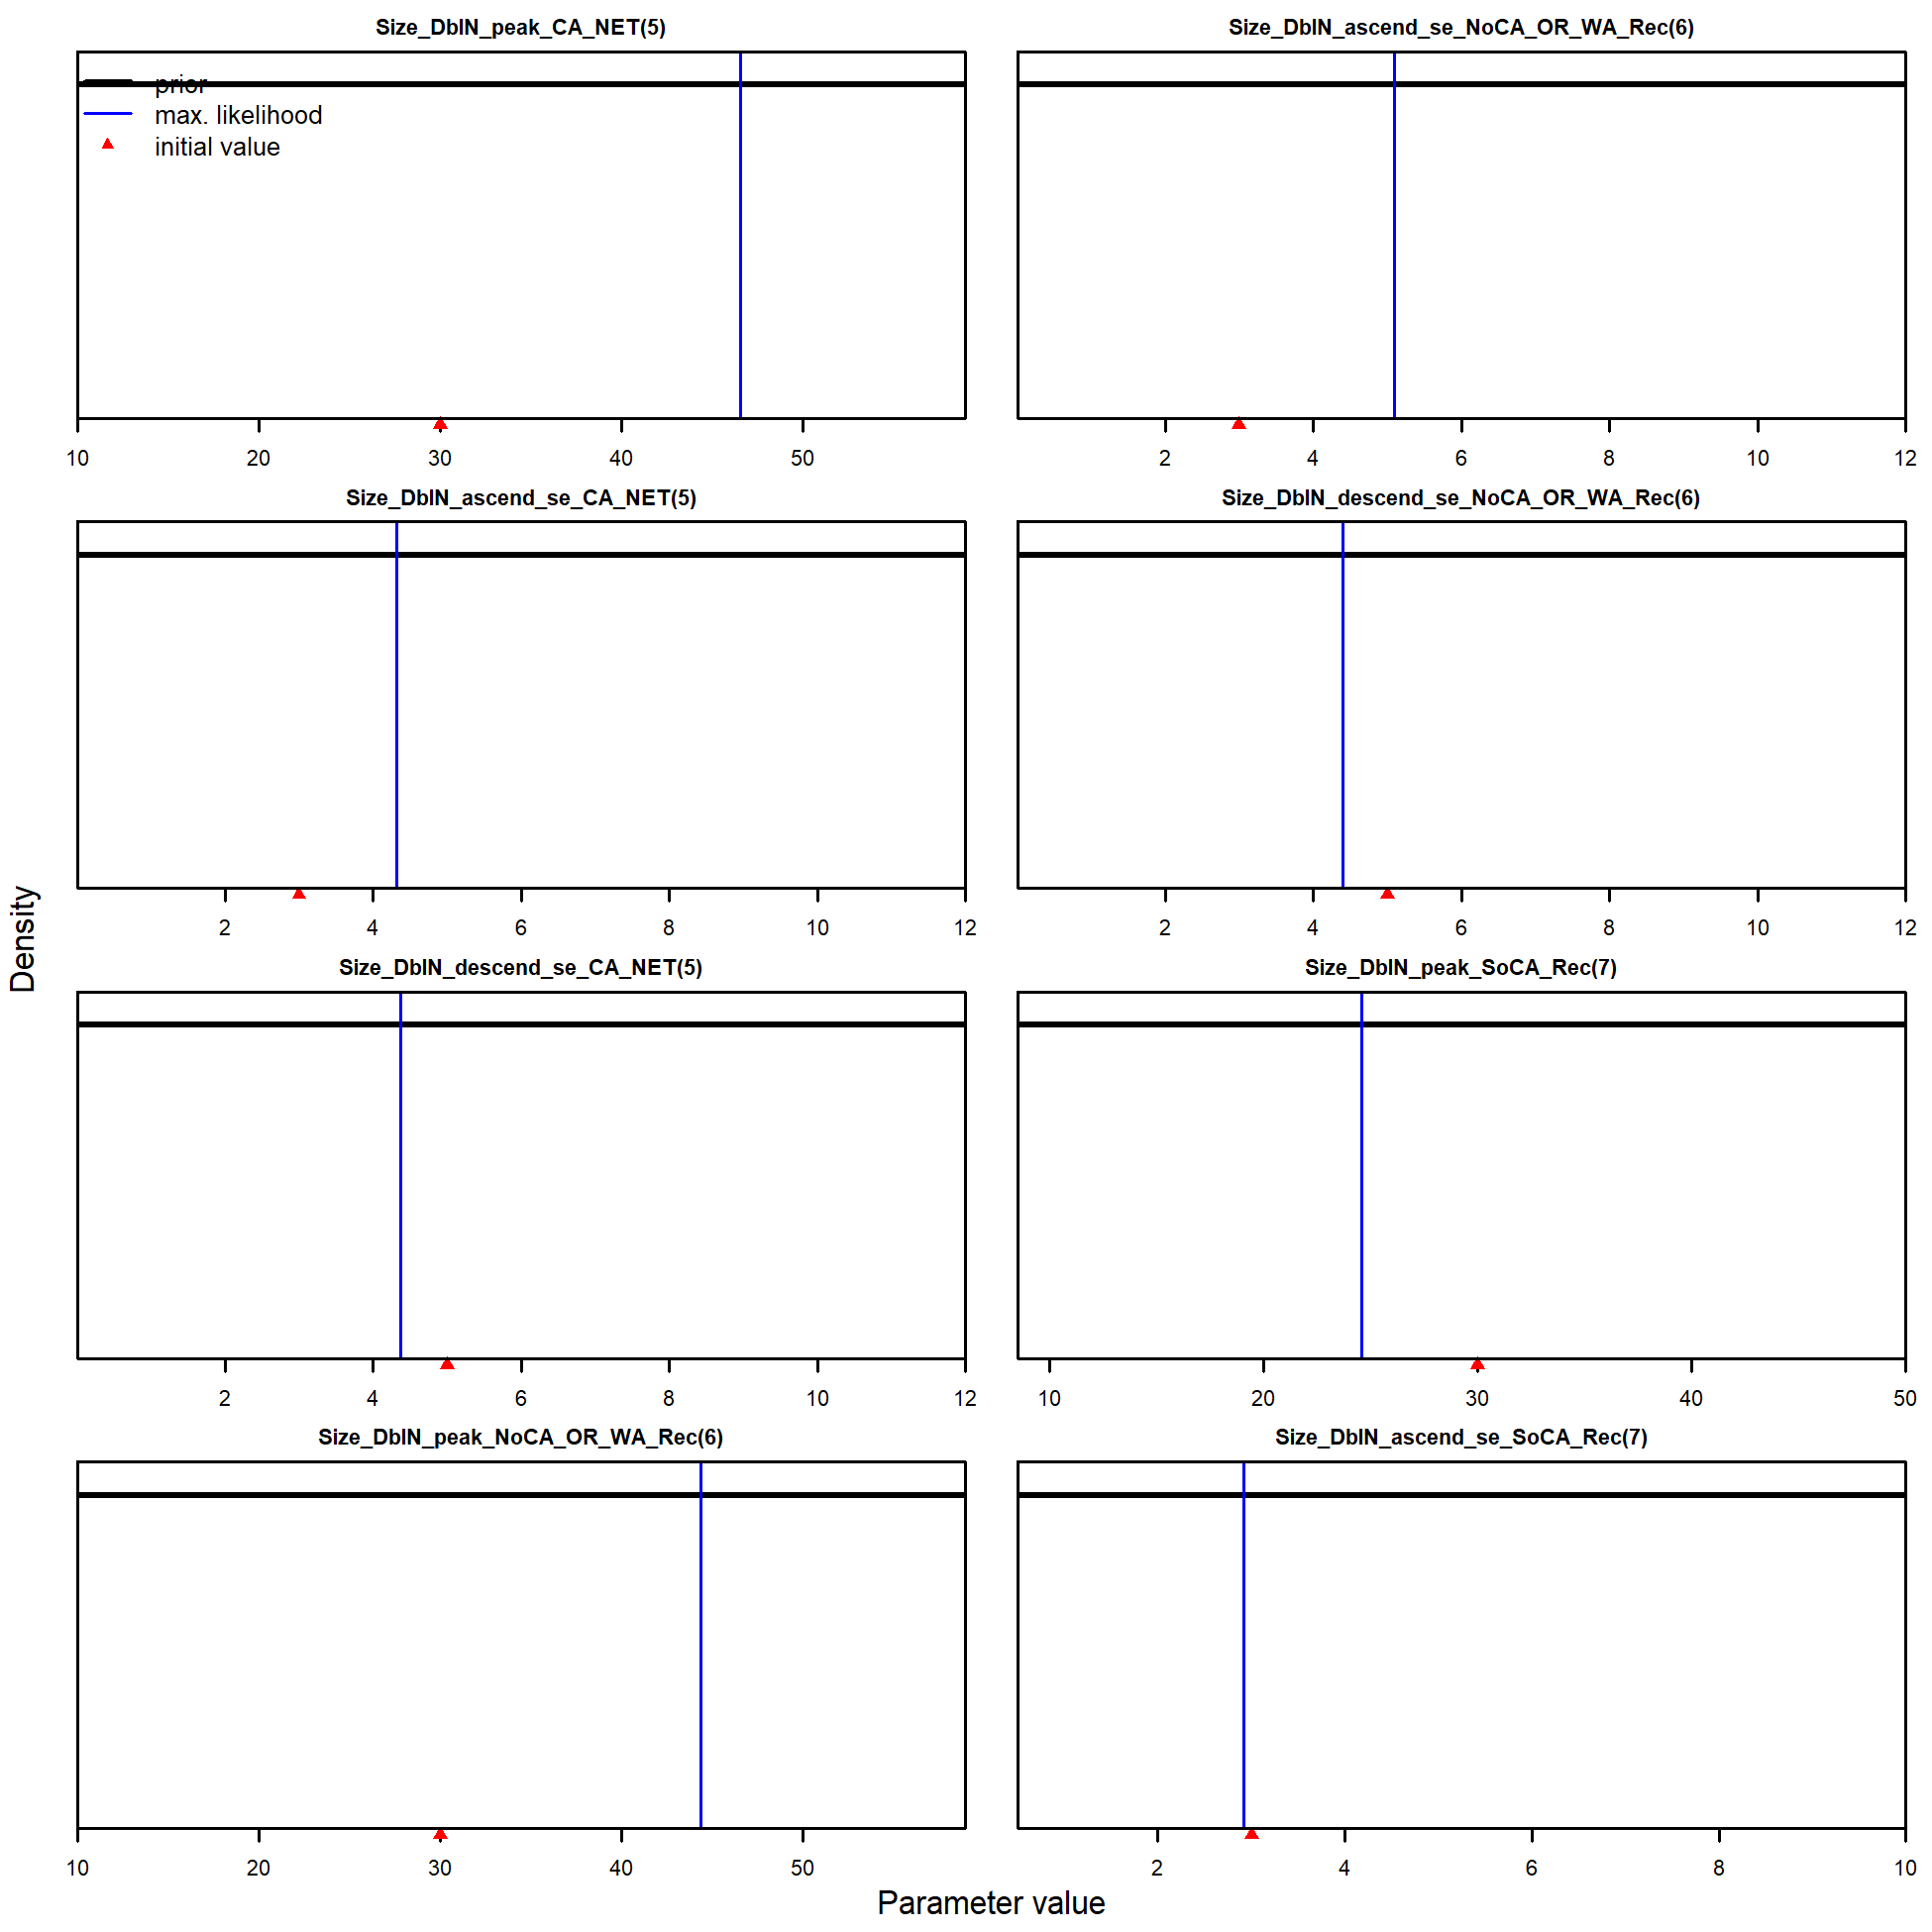 Size_DblN_peak_CA_NET(5)
prior
max. likelihood
initial value
10 20 30 40 50
Size_DblN_ascend_se_NoCA_OR_WA_Rec(6)
2 4 6 8 10 12
Size_DblN_ascend_se_CA_NET(5)
2 4 6 8 10 12
Size_DblN_descend_se_NoCA_OR_WA_Rec(6)
2 4 6 8 10 12
Size_DblN_descend_se_CA_NET(5)
2 4 6 8 10 12
Size_DblN_peak_SoCA_Rec(7)
10 20 30 40 50
Size_DblN_peak_NoCA_OR_WA_Rec(6)
10 20 30 40 50
Size_DblN_ascend_se_SoCA_Rec(7)
2 4 6 8 10
Density
Parameter value